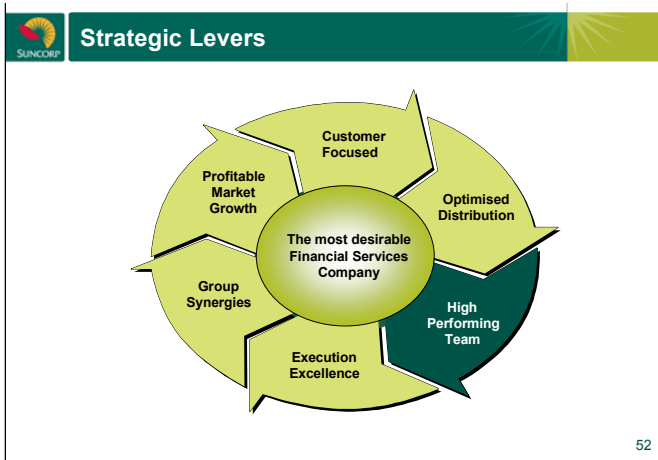 SUNCORP
Strategic Levers
Customer
Focused
Profitable
Market
Growth
Optimised
Distribution
The most desirable
Financial Services
Company
Group
Synergies
High
Performing
Team
Execution
Excellence
52